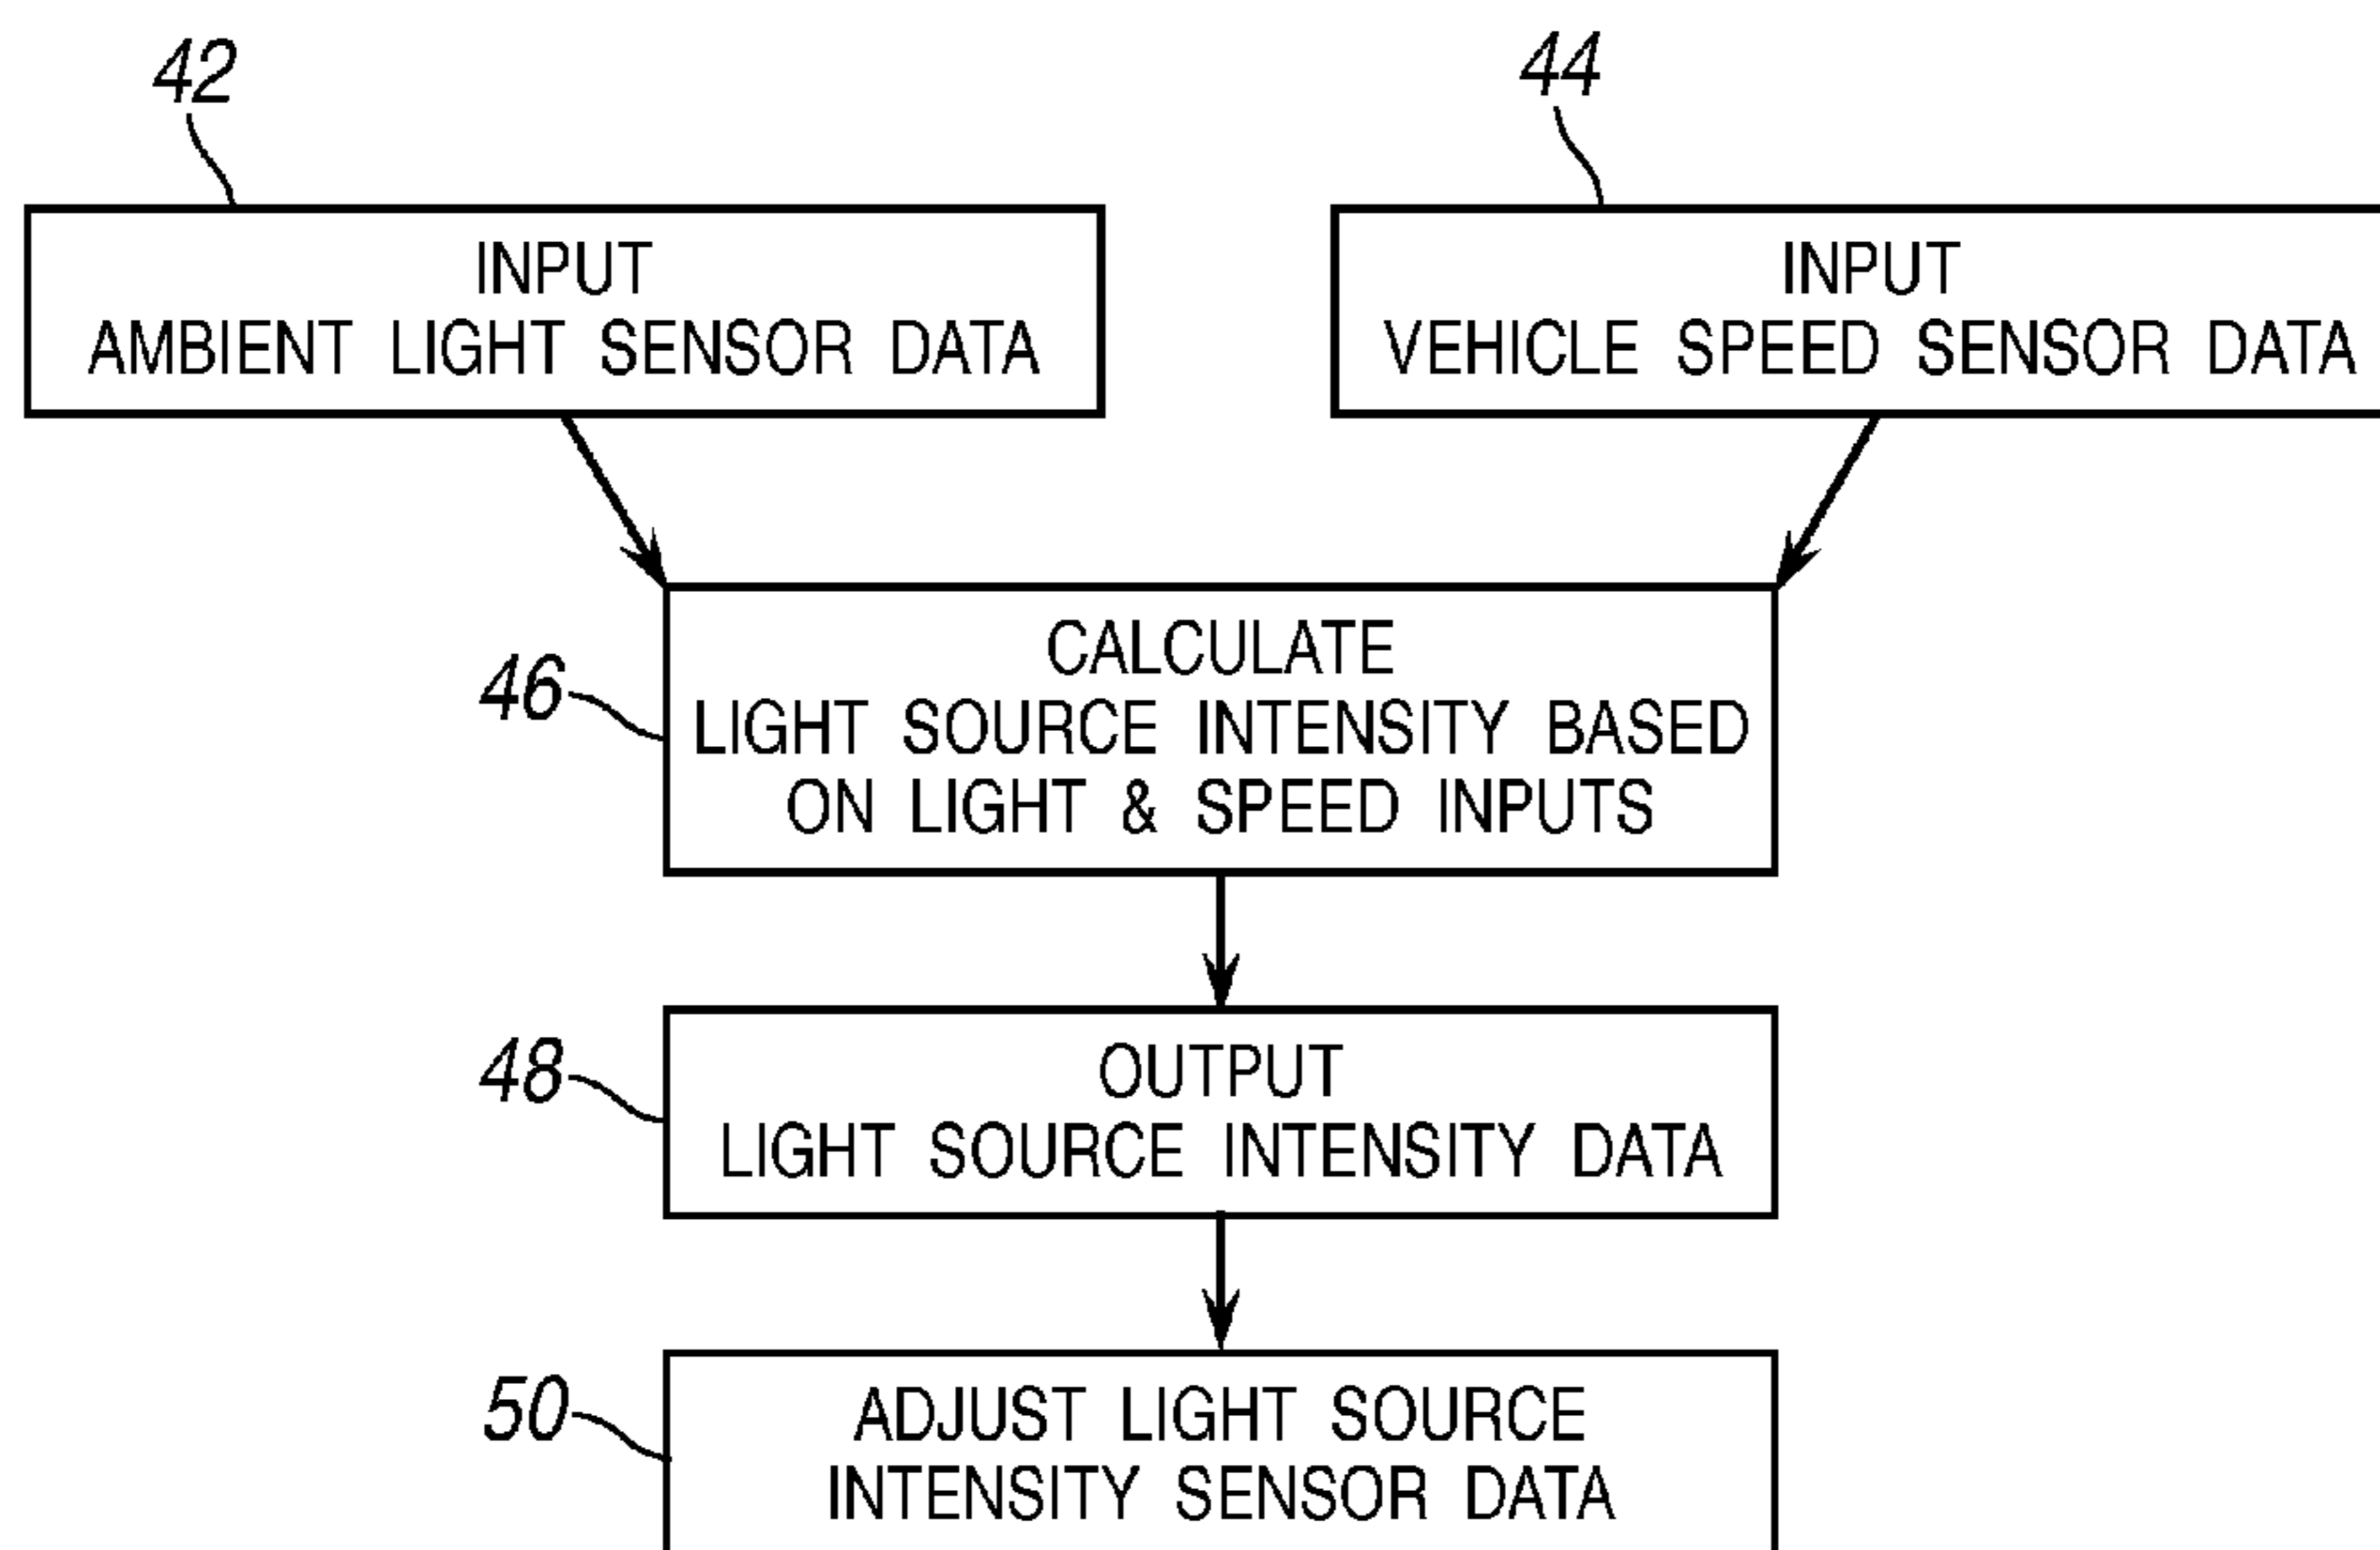 42
44
INPUT
AMBIENT LIGHT SENSOR DATA
INPUT
VEHICLE SPEED SENSOR DATA
46
CALCULATE
LIGHT SOURCE INTENSITY BASED
ON LIGHT & SPEED INPUTS
48
OUTPUT
LIGHT SOURCE INTENSITY DATA
50
ADJUST LIGHT SOURCE
INTENSITY SENSOR DATA